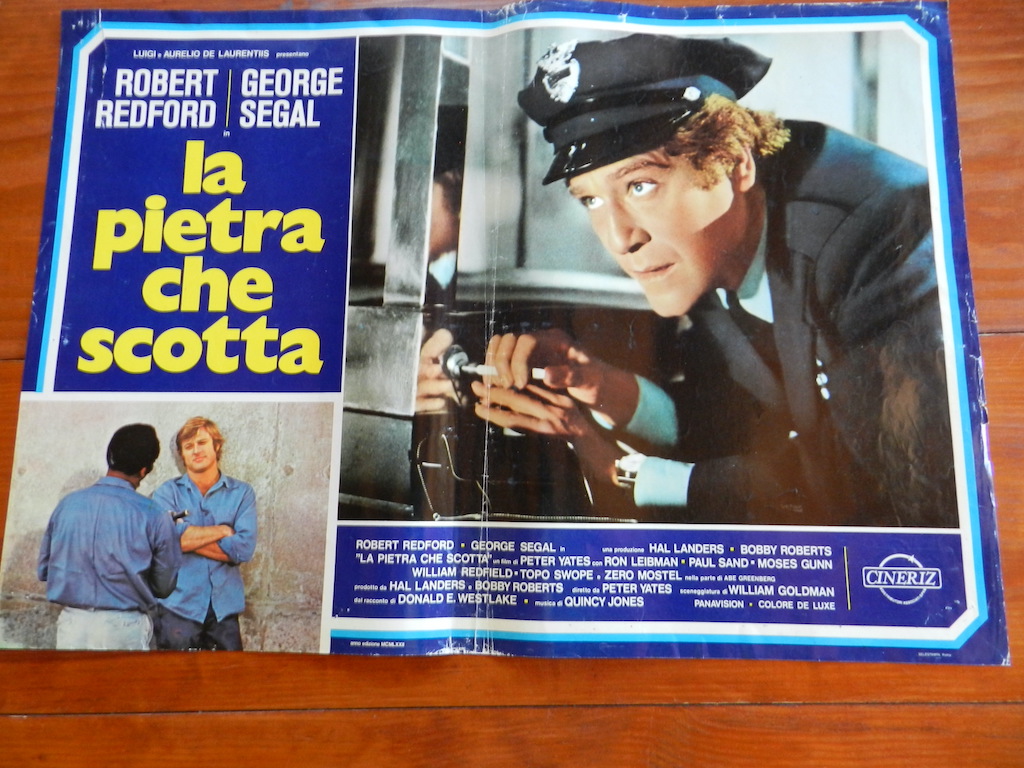 LUIGI e AURELIO DE LAURENTIIS presentano
ROBERT REDFORD
GEORGE SEGAL
in
la
pietra
che
scotta
ROBERT REDFORD • GEORGE SEGAL in una produzione HAL LANDERS • BOBBY ROBERTS
"LA PIETRA CHE SCOTTA" un film di PETER YATES con RON LEIBMAN • PAUL SAND • MOSES GUNN
WILLIAM REDFIELD • TOPO SWOPE e ZERO MOSTEL nella parte di ABE GREENBERG
prodotto da HAL LANDERS e BOBBY ROBERTS diretto da PETER YATES sceneggiatura di WILLIAM GOLDMAN
dal racconto di DONALD E. WESTLAKE • musica di QUINCY JONES PANAVISION • COLORE DE LUXE
CINERIZ